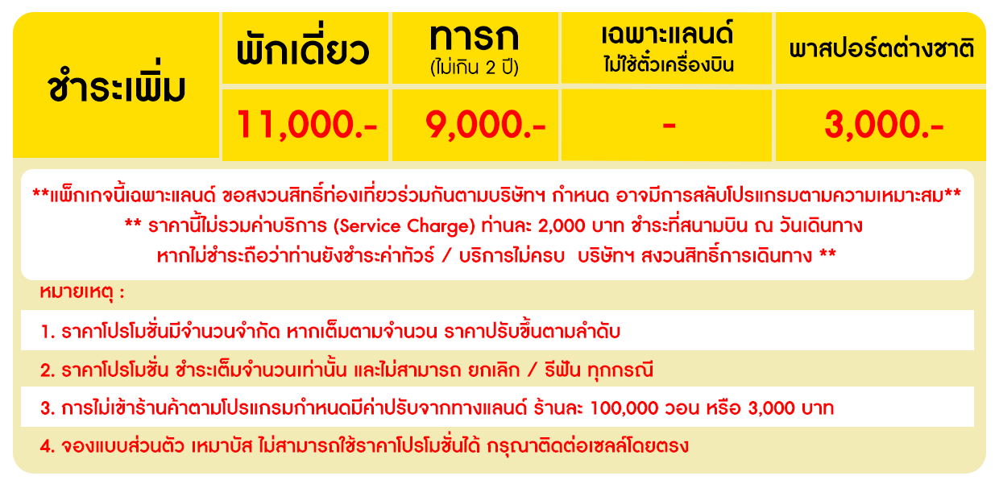 ชำระเพิ่ม
พักเดี่ยว
ทารก
(ไม่เกิน 2 ปี)
เฉพาะแลนด์
ไม่ใช้ตั๋วเครื่องบิน
พาสปอร์ตต่างชาติ
11,000.-
9,000.-
-
3,000.-
**แพ็กเกจนี้เฉพาะแลนด์ ขอสงวนสิทธิ์ท่องเที่ยวร่วมกันตามบริษัทฯ กำหนด อาจมีการสลับโปรแกรมตามความเหมาะสม**
** ราคานี้ไม่รวมค่าบริการ (Service Charge) ท่านละ 2,000 บาท ชำระที่สนามบิน ณ วันเดินทาง
หากไม่ชำระถือว่าท่านยังชำระค่าทัวร์ / บริการไม่ครบ บริษัทฯ สงวนสิทธิ์การเดินทาง **
หมายเหตุ :
1. ราคาโปรโมชั่นมีจำนวนจำกัด หากเต็มตามจำนวน ราคาปรับขึ้นตามลำดับ
2. ราคาโปรโมชั่น ชำระเต็มจำนวนเท่านั้น และไม่สามารถ ยกเลิก / รีฟัน ทุกกรณี
3. การไม่เข้าร้านค้าตามโปรแกรมกำหนดมีค่าปรับจากทางแลนด์ ร้านละ 100,000 วอน หรือ 3,000 บาท
4. จองแบบส่วนตัว เหมาบัส ไม่สามารถใช้ราคาโปรโมชั่นได้ กรุณาติดต่อเซลล์โดยตรง